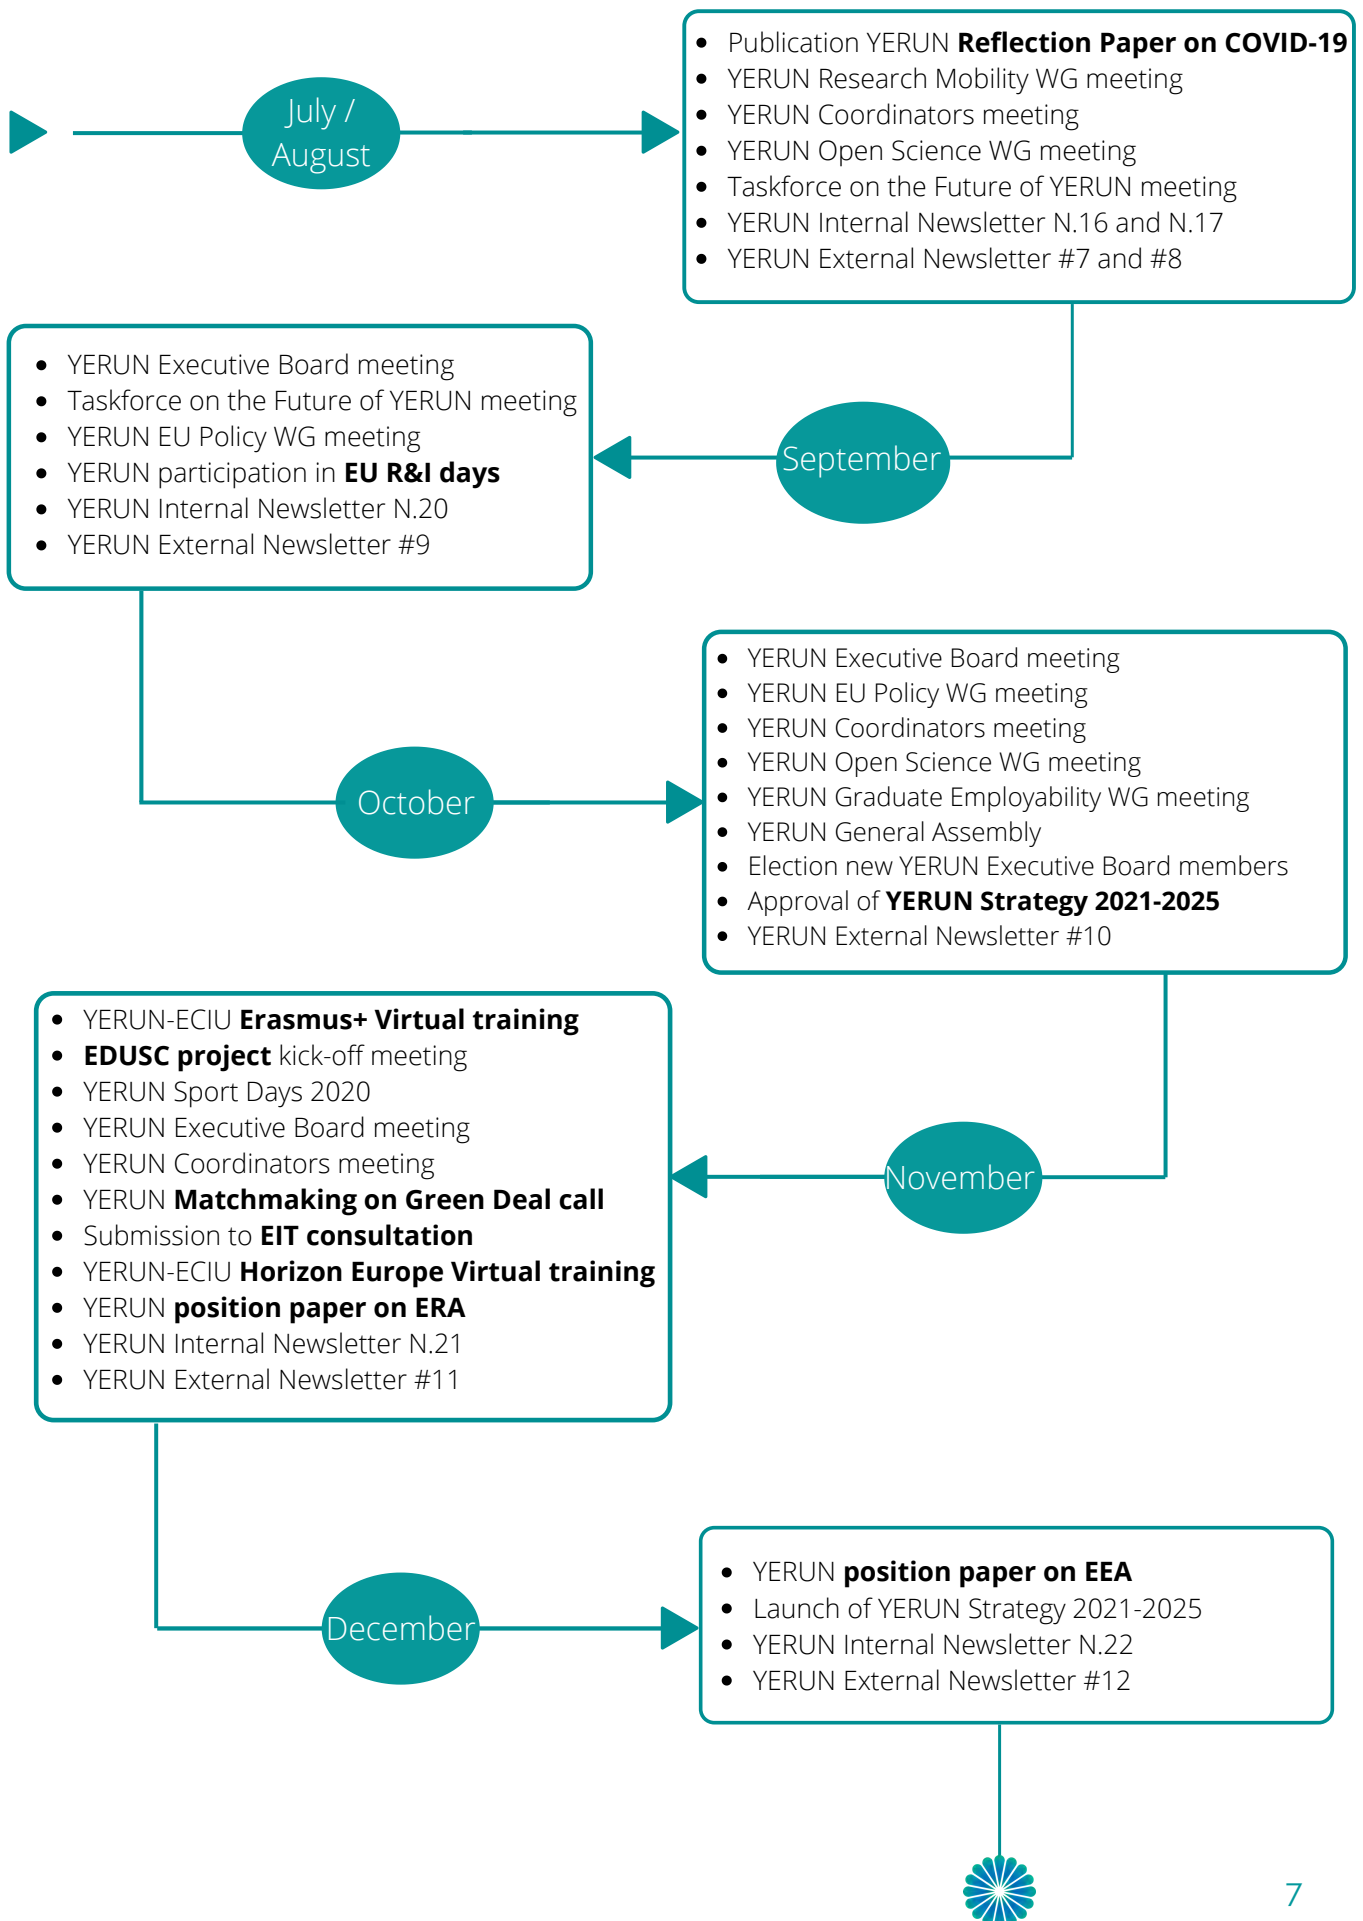 July /
August
• Publication YERUN Reflection Paper on COVID-19
• YERUN Research Mobility WG meeting
• YERUN Coordinators meeting
• YERUN Open Science WG meeting
• Taskforce on the Future of YERUN meeting
• YERUN Internal Newsletter N.16 and N.17
• YERUN External Newsletter #7 and #8
September
• YERUN Executive Board meeting
• Taskforce on the Future of YERUN meeting
• YERUN EU Policy WG meeting
• YERUN participation in EU R&I days
• YERUN Internal Newsletter N.20
• YERUN External Newsletter #9
October
• YERUN Executive Board meeting
• YERUN EU Policy WG meeting
• YERUN Coordinators meeting
• YERUN Open Science WG meeting
• YERUN Graduate Employability WG meeting
• YERUN General Assembly
• Election new YERUN Executive Board members
• Approval of YERUN Strategy 2021-2025
• YERUN External Newsletter #10
November
• YERUN-ECIU Erasmus+ Virtual training
• EDUSC project kick-off meeting
• YERUN Sport Days 2020
• YERUN Executive Board meeting
• YERUN Coordinators meeting
• YERUN Matchmaking on Green Deal call
• Submission to EIT consultation
• YERUN-ECIU Horizon Europe Virtual training
• YERUN position paper on ERA
• YERUN Internal Newsletter N.21
• YERUN External Newsletter #11
December
• YERUN position paper on EEA
• Launch of YERUN Strategy 2021-2025
• YERUN Internal Newsletter N.22
• YERUN External Newsletter #12
7